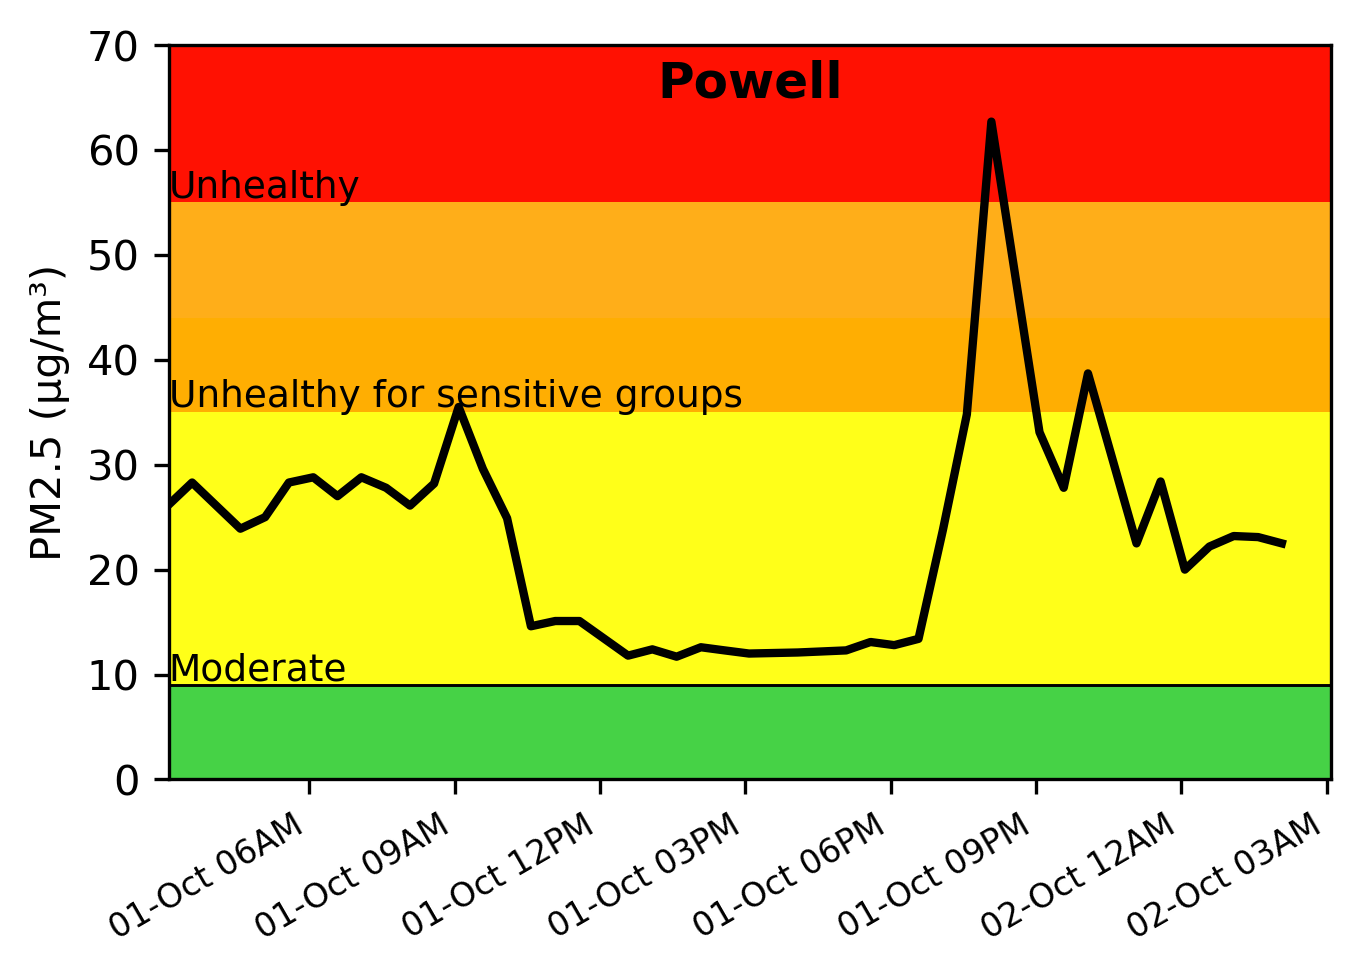 Powell
70
60
50
40
30
20
10
0
PM2.5 (µg/m³)
Unhealthy
Unhealthy for sensitive groups
Moderate
01-Oct 06AM
01-Oct 09AM
01-Oct 12PM
01-Oct 03PM
01-Oct 06PM
01-Oct 09PM
02-Oct 12AM
02-Oct 03AM